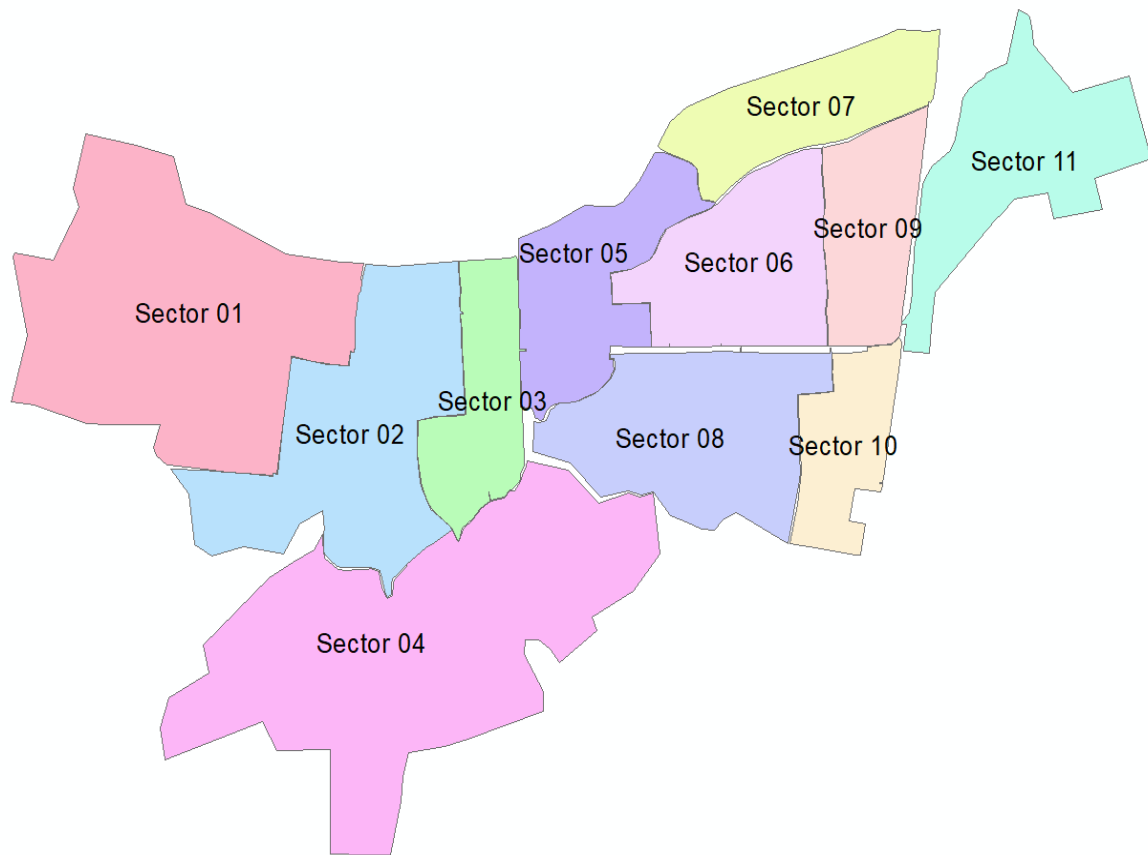 Sector 07
Sector 11
Sector 09
Sector 05
Sector 06
Sector 01
Sector 03
Sector 02
Sector 08
Sector 10
Sector 04